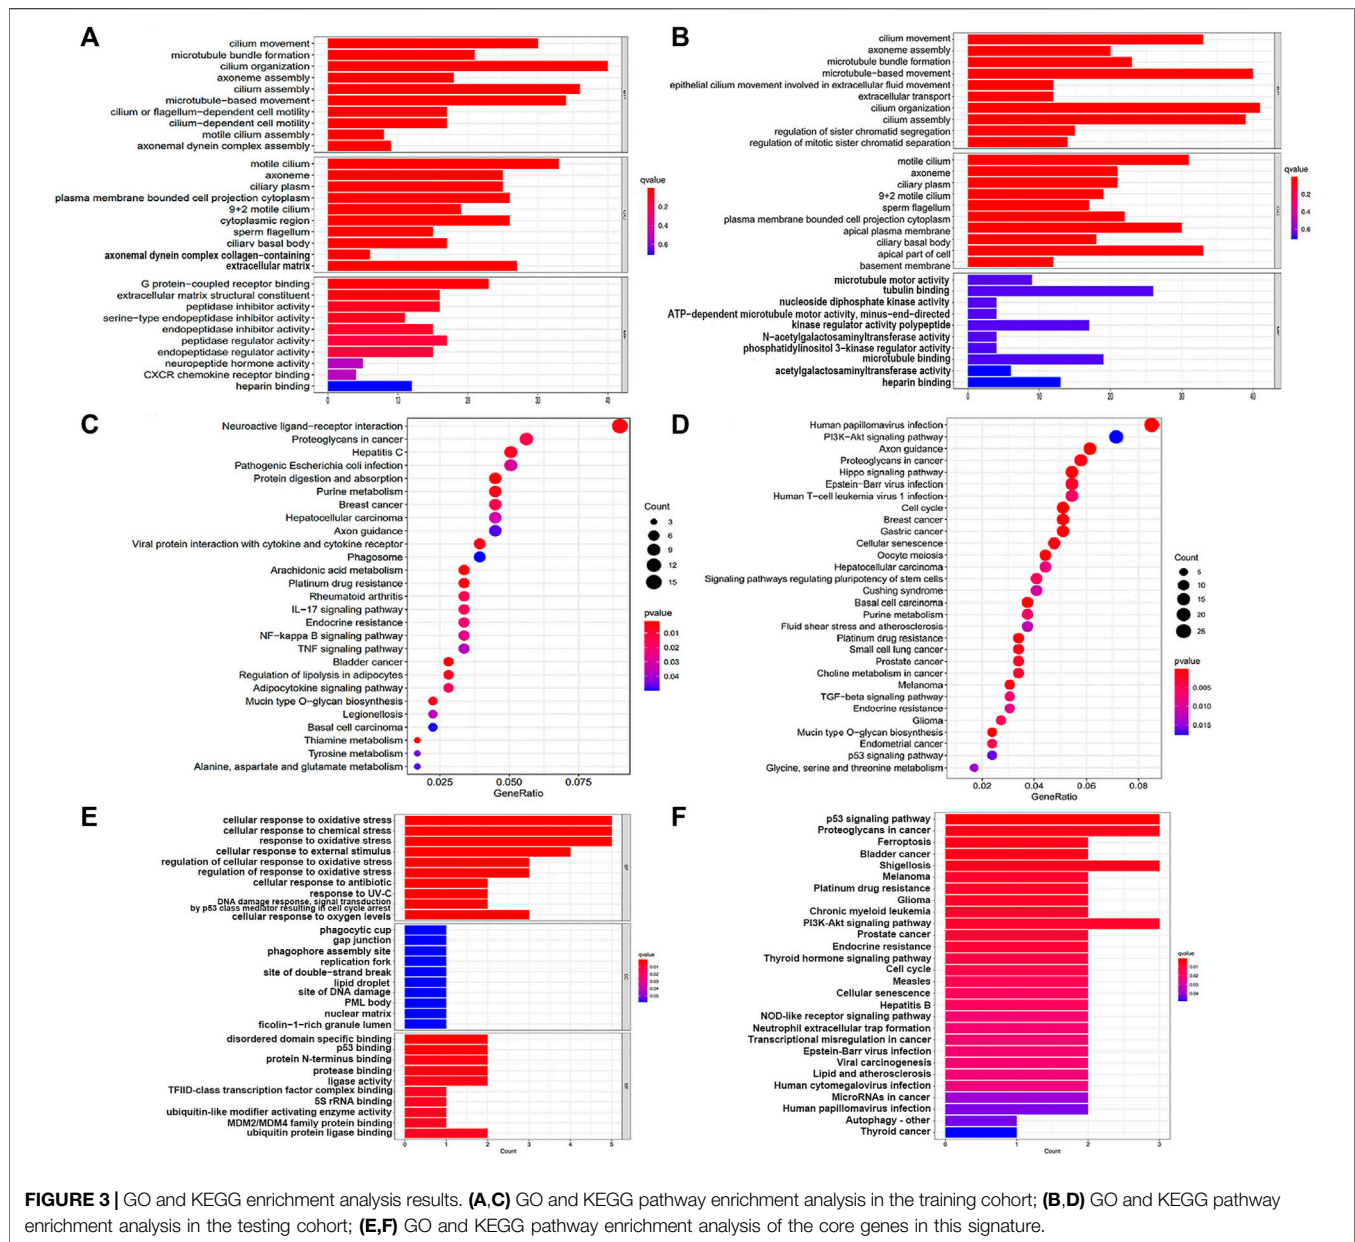 A
cilium movement
microtubule bundle formation
cilium organization
axoneme assembly
cilium assembly
microtubule-based movement
cilium or flagellum-dependent cell motility
cilium-dependent cell motility
motile cilium assembly
axonemal dynein complex assembly
motile cilium
axoneme
ciliary plasm
plasma membrane bounded cell projection cytoplasm
9+2 motile cilium
cytoplasmic region
sperm flagellum
ciliary basal body
axonemal dynein complex collagen-containing
extracellular matrix
G protein-coupled receptor binding
extracellular matrix structural constituent
peptidase inhibitor activity
serine-type endopeptidase inhibitor activity
endopeptidase inhibitor activity
peptidase regulator activity
endopeptidase regulator activity
neuropeptide hormone activity
CXCR chemokine receptor binding
heparin binding
0 10 20 30 40
qvalue
0.2
0.4
0.6
B
cilium movement
axoneme assembly
microtubule bundle formation
microtubule-based movement
epithelial cilium movement involved in extracellular fluid movement
extracellular transport
cilium organization
cilium assembly
regulation of sister chromatid segregation
regulation of mitotic sister chromatid separation
motile cilium
axoneme
ciliary plasm
9+2 motile cilium
sperm flagellum
plasma membrane bounded cell projection cytoplasm
apical plasma membrane
ciliary basal body
apical part of cell
basement membrane
microtubule motor activity
tubulin binding
nucleoside diphosphate kinase activity
ATP-dependent microtubule motor activity, minus-end-directed
kinase regulator activity polypeptide
N-acetylgalactosaminyltransferase activity
phosphatidylinositol 3-kinase regulator activity
microtubule binding
acetylgalactosaminyltransferase activity
heparin binding
0 10 20 30 40
qvalue
0.2
0.4
0.6
C
Neuroactive ligand-receptor interaction
Proteoglycans in cancer
Hepatitis C
Pathogenic Escherichia coli infection
Protein digestion and absorption
Purine metabolism
Breast cancer
Hepatocellular carcinoma
Axon guidance
Viral protein interaction with cytokine and cytokine receptor
Phagosome
Arachidonic acid metabolism
Platinum drug resistance
Rheumatoid arthritis
IL-17 signaling pathway
Endocrine resistance
NF-kappa B signaling pathway
TNF signaling pathway
Bladder cancer
Regulation of lipolysis in adipocytes
Adipocytokine signaling pathway
Mucin type O-glycan biosynthesis
Legionellosis
Basal cell carcinoma
Thiamine metabolism
Tyrosine metabolism
Alanine, aspartate and glutamate metabolism
0.025 0.050 0.075
GeneRatio
Count
3
6
9
12
15
pvalue
0.01
0.02
0.03
0.04
D
Human papillomavirus infection
PI3K-Akt signaling pathway
Axon guidance
Proteoglycans in cancer
Hippo signaling pathway
Epstein-Barr virus infection
Human T-cell leukemia virus 1 infection
Cell cycle
Breast cancer
Gastric cancer
Cellular senescence
Oocyte meiosis
Hepatocellular carcinoma
Signaling pathways regulating pluripotency of stem cells
Cushing syndrome
Basal cell carcinoma
Purine metabolism
Fluid shear stress and atherosclerosis
Platinum drug resistance
Small cell lung cancer
Prostate cancer
Choline metabolism in cancer
Melanoma
TGF-beta signaling pathway
Endocrine resistance
Glioma
Mucin type O-glycan biosynthesis
Endometrial cancer
p53 signaling pathway
Glycine, serine and threonine metabolism
0.02 0.04 0.06 0.08
GeneRatio
Count
5
10
15
20
25
pvalue
0.005
0.010
0.015
E
cellular response to oxidative stress
cellular response to chemical stress
response to oxidative stress
cellular response to external stimulus
regulation of cellular response to oxidative stress
regulation of response to oxidative stress
cellular response to antibiotic
response to UV-C
DNA damage response, signal transduction
by p53 class mediator resulting in cell cycle arrest
cellular response to oxygen levels
BP
phagocytic cup
gap junction
phagophore assembly site
replication fork
site of double-strand break
lipid droplet
site of DNA damage
PML body
nuclear matrix
ficolin-1-rich granule lumen
CC
disordered domain specific binding
p53 binding
protein N-terminus binding
protease binding
ligase activity
TFIID-class transcription factor complex binding
5S rRNA binding
ubiquitin-like modifier activating enzyme activity
MDM2/MDM4 family protein binding
ubiquitin protein ligase binding
MF
0 1 2 3 4 5
Count
qvalue
0.01
0.02
0.03
0.04
0.05
F
p53 signaling pathway
Proteoglycans in cancer
Ferroptosis
Bladder cancer
Shigellosis
Melanoma
Platinum drug resistance
Glioma
Chronic myeloid leukemia
PI3K-Akt signaling pathway
Prostate cancer
Endocrine resistance
Thyroid hormone signaling pathway
Cell cycle
Measles
Cellular senescence
Hepatitis B
NOD-like receptor signaling pathway
Neutrophil extracellular trap formation
Transcriptional misregulation in cancer
Epstein-Barr virus infection
Viral carcinogenesis
Lipid and atherosclerosis
Human cytomegalovirus infection
MicroRNAs in cancer
Human papillomavirus infection
Autophagy - other
Thyroid cancer
0 1 2 3
Count
qvalue
0.01
0.02
0.03
0.04
FIGURE 3 | GO and KEGG enrichment analysis results. (A,C) GO and KEGG pathway enrichment analysis in the training cohort; (B,D) GO and KEGG pathway
enrichment analysis in the testing cohort; (E,F) GO and KEGG pathway enrichment analysis of the core genes in this signature.